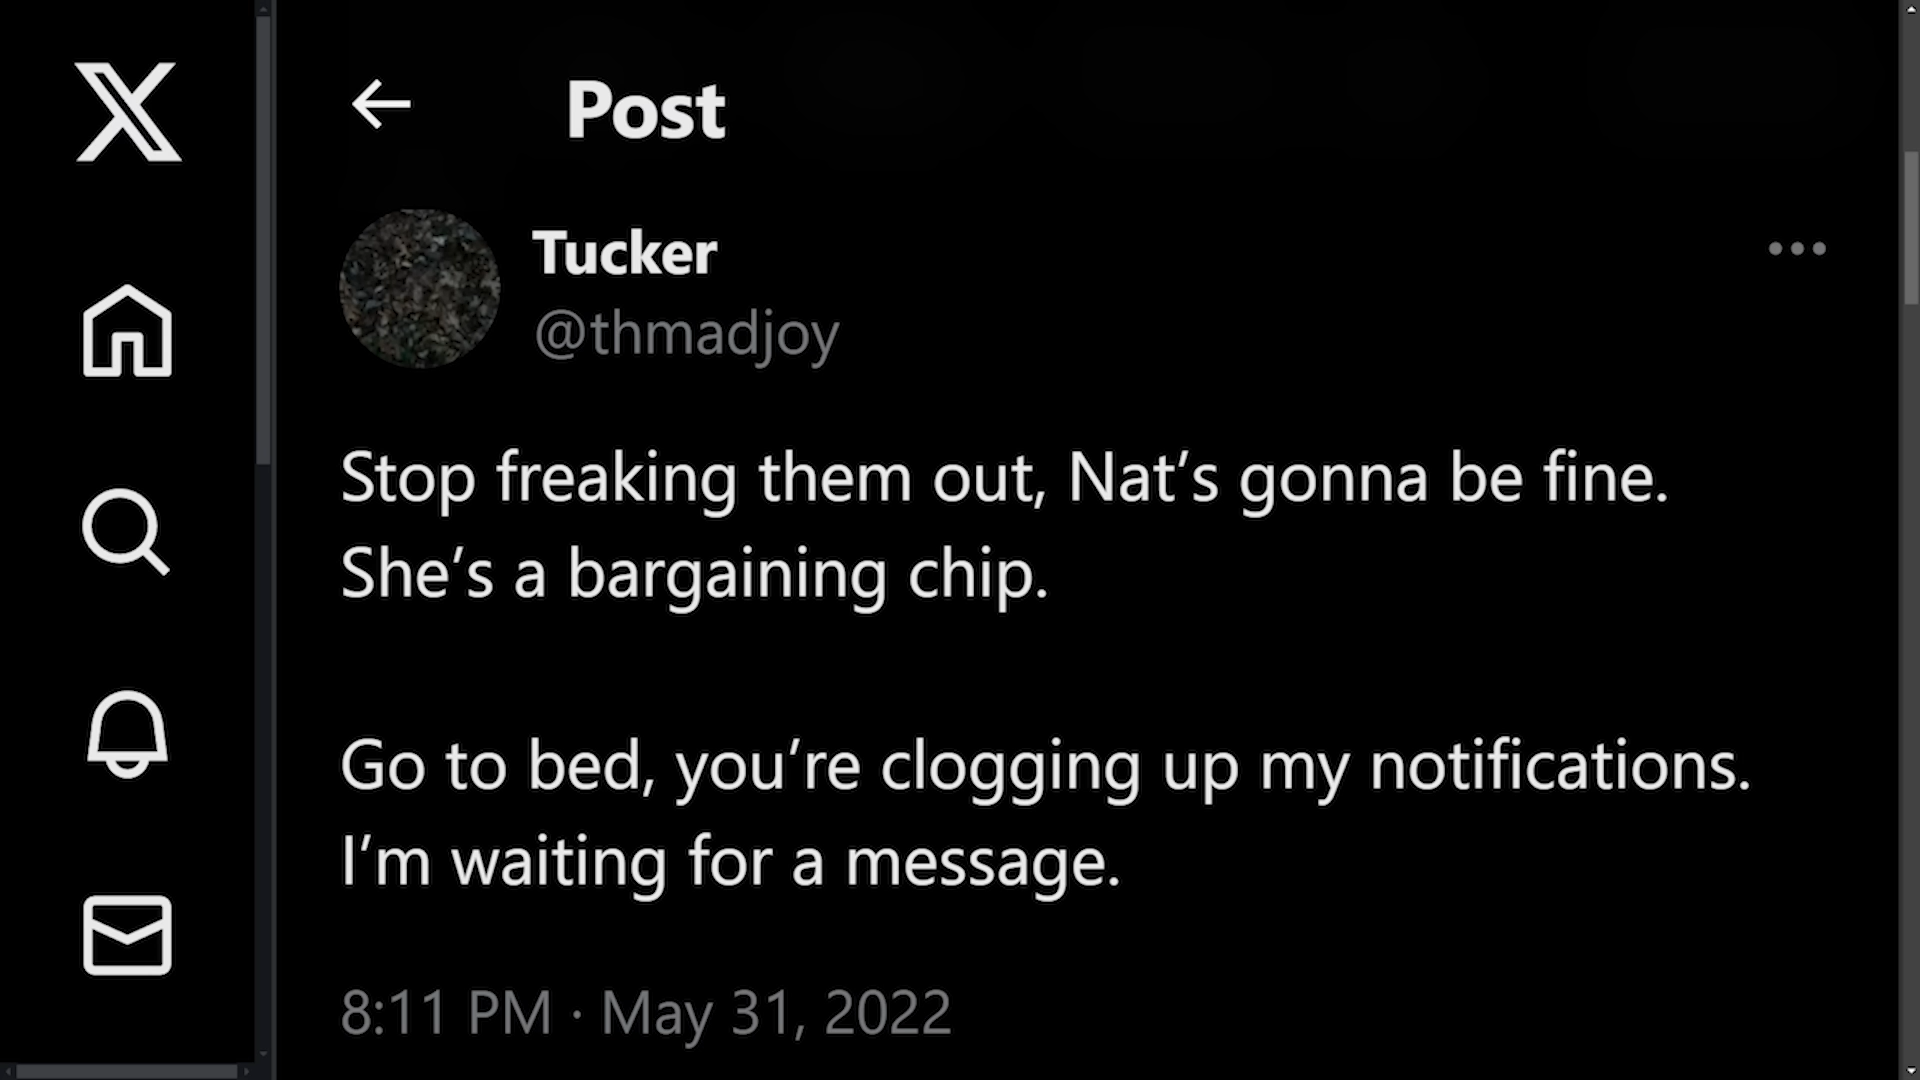 Post
Tucker
@thmadjoy
Stop freaking them out, Nat’s gonna be fine.
She’s a bargaining chip.
Go to bed, you’re clogging up my notifications.
I’m waiting for a message.
8:11 PM · May 31, 2022